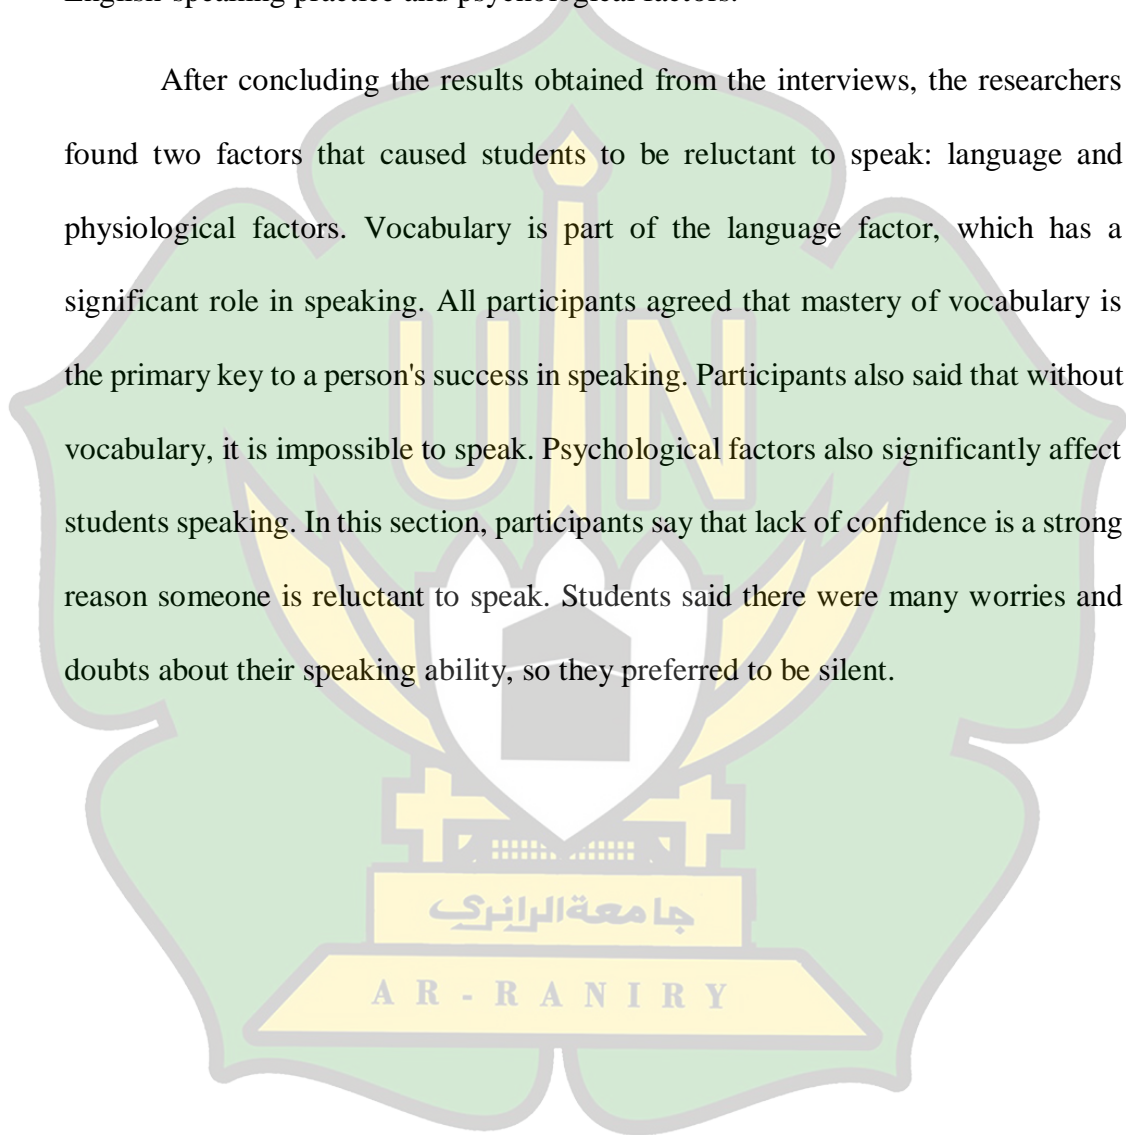 English-speaking practice and psychological factors.
After concluding the results obtained from the interviews, the researchers
found two factors that caused students to be reluctant to speak: language and
physiological factors. Vocabulary is part of the language factor, which has a
significant role in speaking. All participants agreed that mastery of vocabulary is
the primary key to a person's success in speaking. Participants also said that without
vocabulary, it is impossible to speak. Psychological factors also significantly affect
students speaking. In this section, participants say that lack of confidence is a strong
reason someone is reluctant to speak. Students said there were many worries and
doubts about their speaking ability, so they preferred to be silent.
UIN
جامعة الرانري
AR-RANIRY